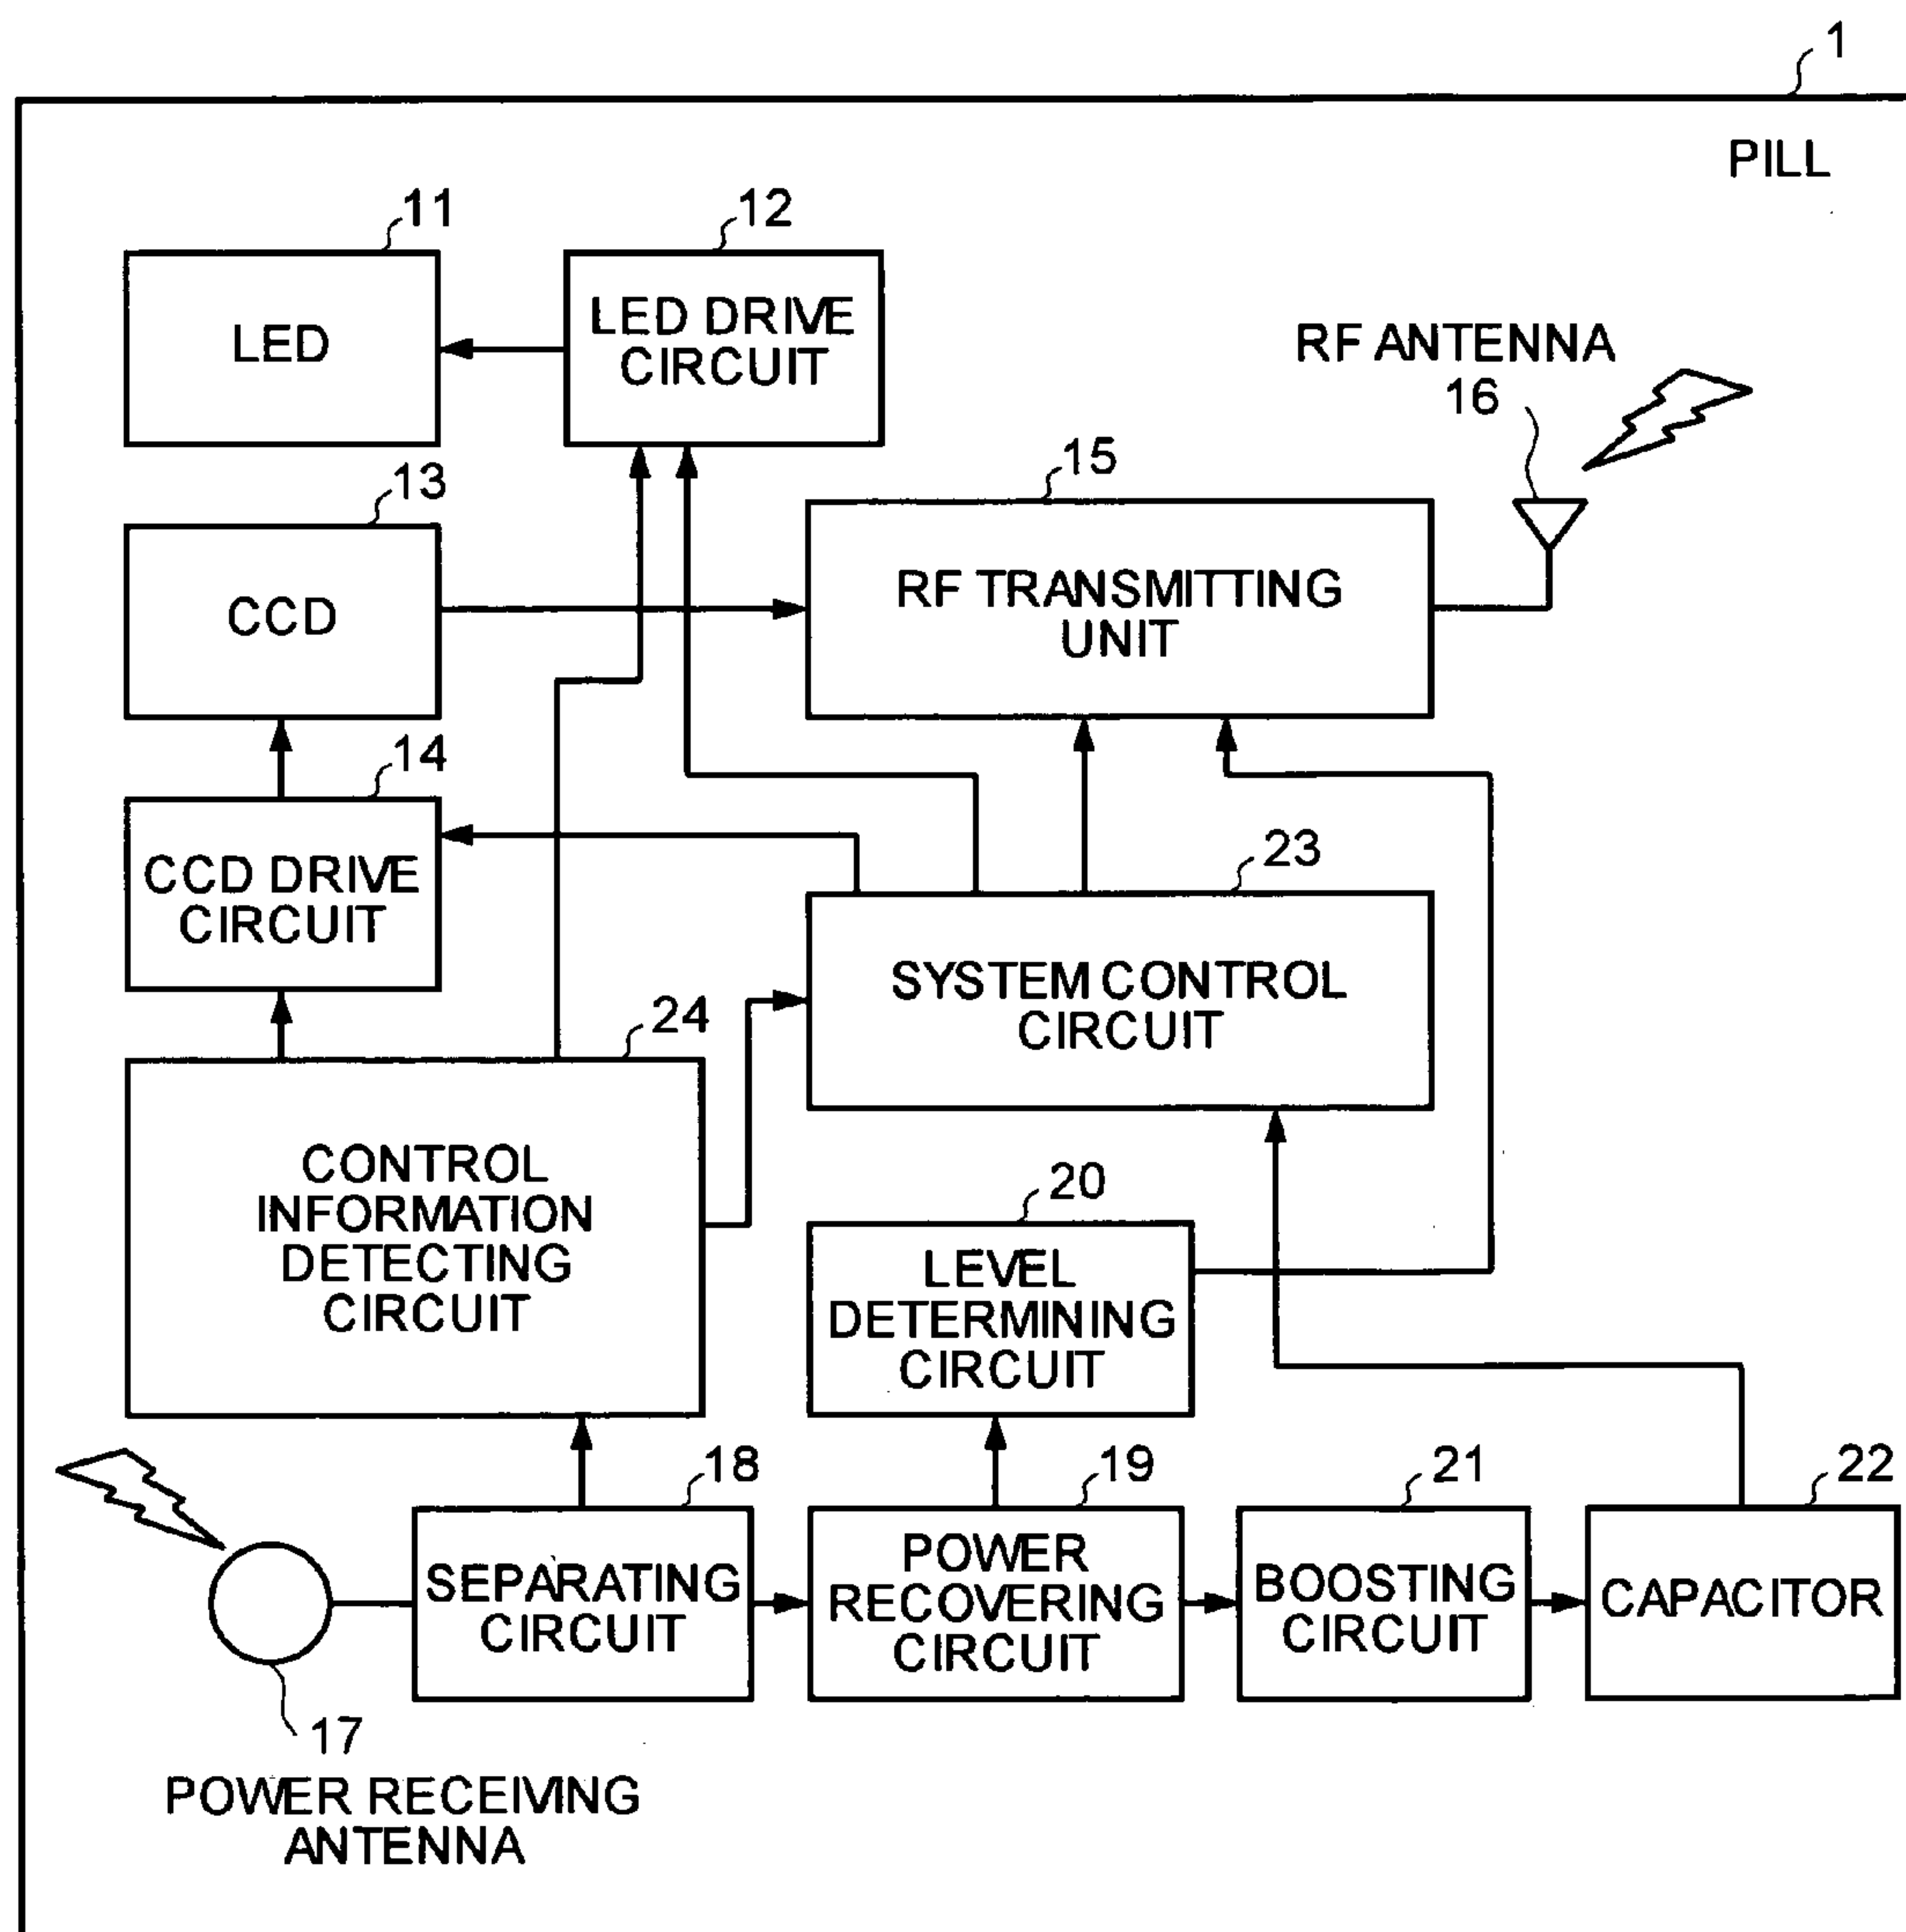 1
PILL
11
12
LED
LED DRIVE
CIRCUIT
RF ANTENNA
16
13
15
CCD
RF TRANSMITTING
UNIT
14
CCD DRIVE
CIRCUIT
23
SYSTEM CONTROL
CIRCUIT
24
CONTROL
INFORMATION
DETECTING
CIRCUIT
20
LEVEL
DETERMINING
CIRCUIT
18
19
21
22
SEPARATING
CIRCUIT
POWER
RECOVERING
CIRCUIT
BOOSTING
CIRCUIT
CAPACITOR
17
POWER RECEIVING
ANTENNA